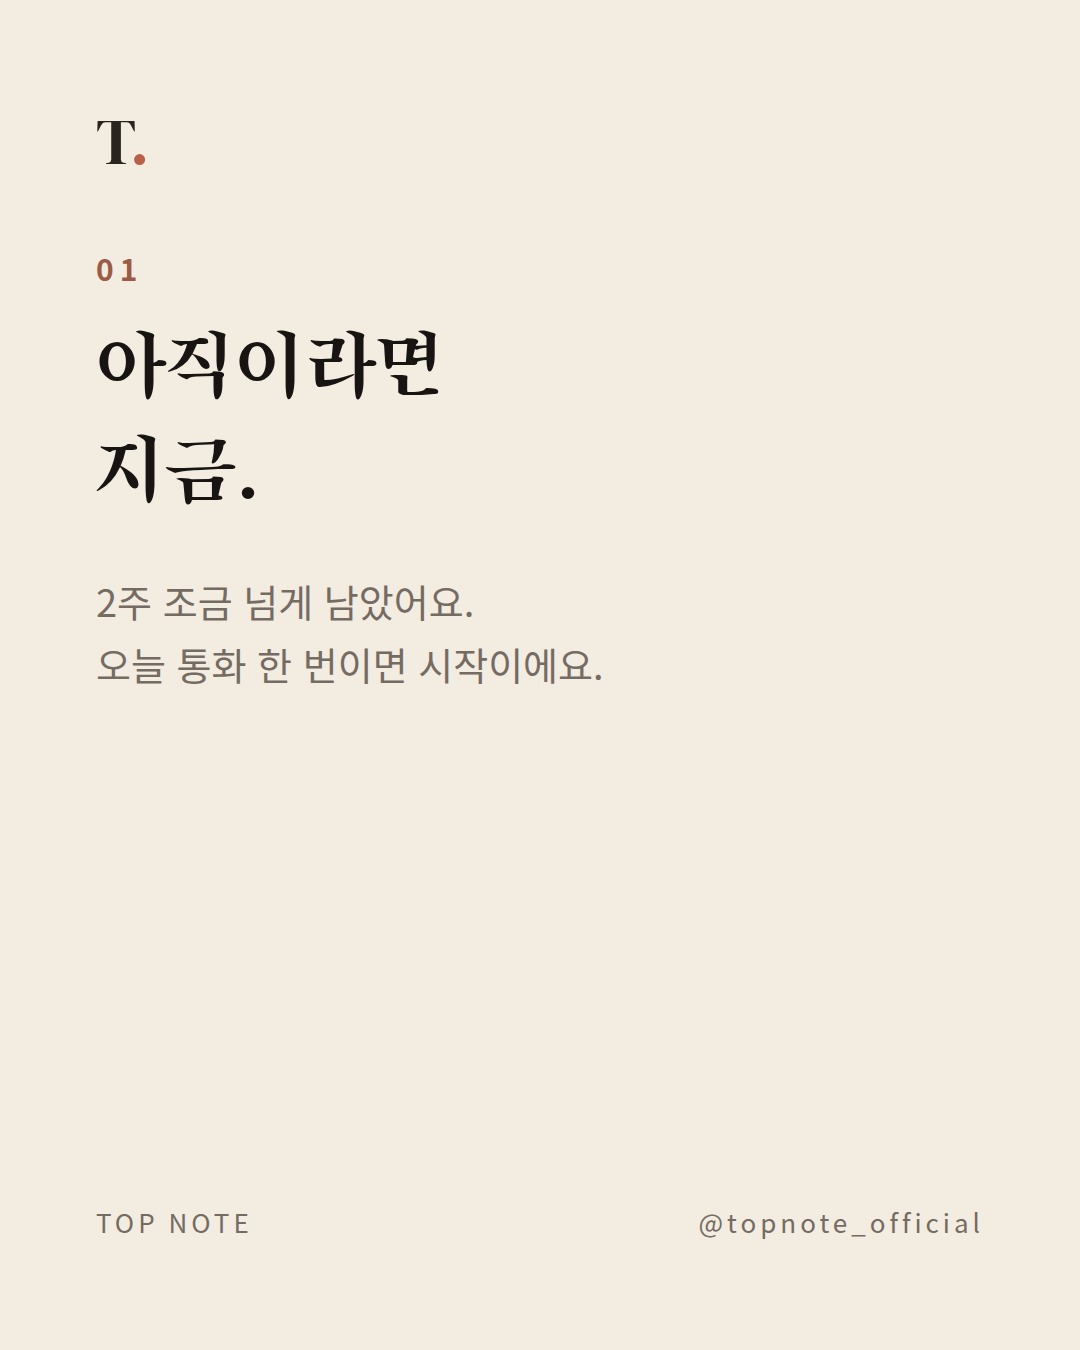 T.
01
아직이라면
지금.
2주 조금 넘게 남았어요.
오늘 통화 한 번이면 시작이에요.
TOP NOTE
@topnote_official